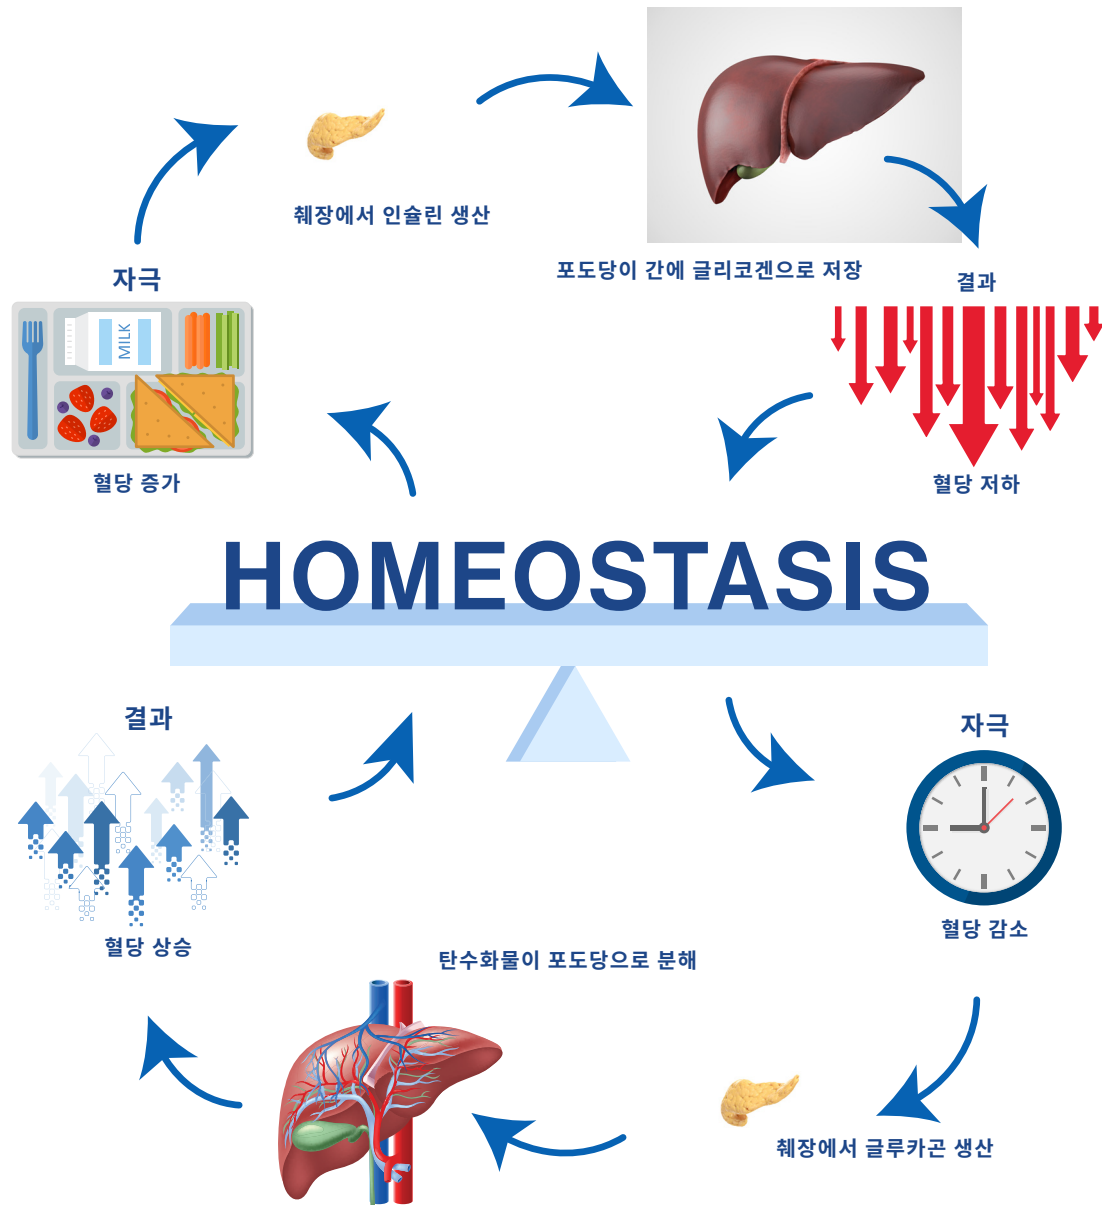 췌장에서 인슐린 생산
포도당이 간에 글리코겐으로 저장
자극
MILK
혈당 증가
결과
혈당 저하
HOMEOSTASIS
결과
혈당 상승
자극
혈당 감소
탄수화물이 포도당으로 분해
췌장에서 글루카곤 생산